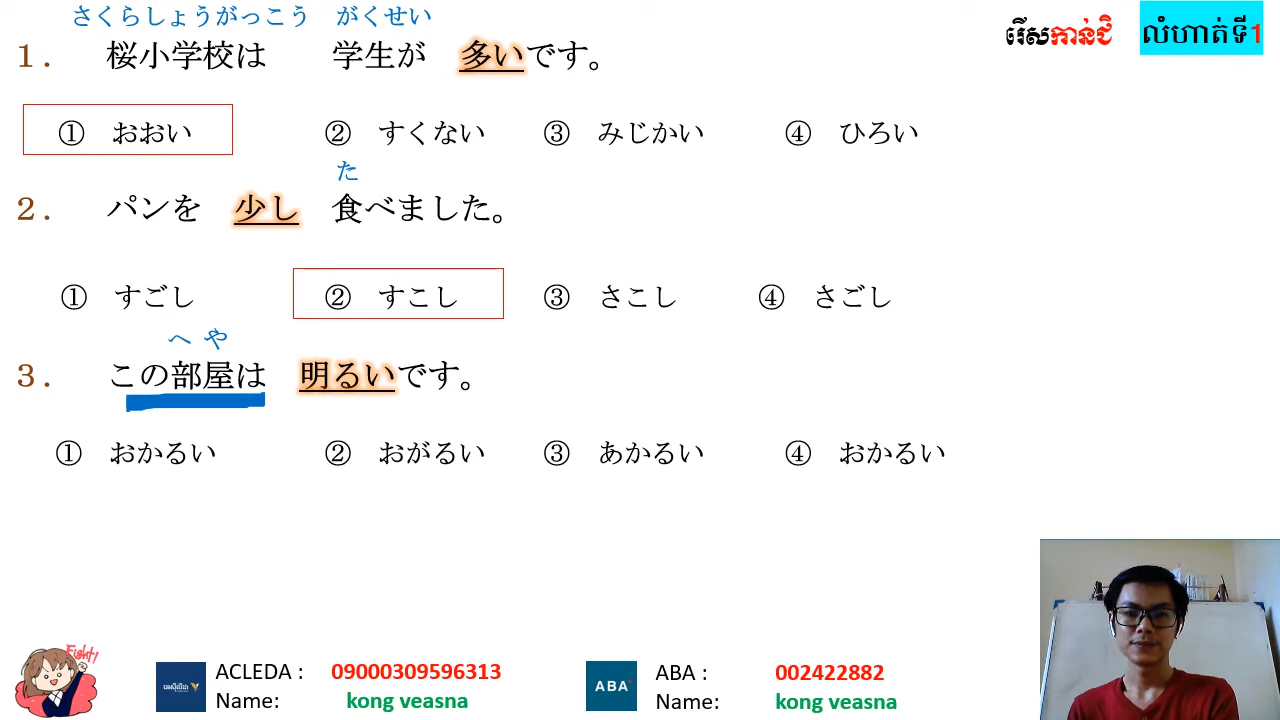 さくらしょうがっこう　がくせい
１．　桜小学校は　学生が　多いです。
រើសកាន់ជិ
លំហាត់ទី1
①　おおい　②　すくない　③　みじかい　④　ひろい
た
２．　パンを　少し　食べました。
①　すごし　②　すこし　③　さこし　④　さごし
へや
３．　この部屋は　明るいです。
①　おかるい　②　おがるい　③　あかるい　④　おかるい
Fight!
ACLEDA : 09000309596313
Name: kong veasna
ABA
ABA : 002422882
Name: kong veasna